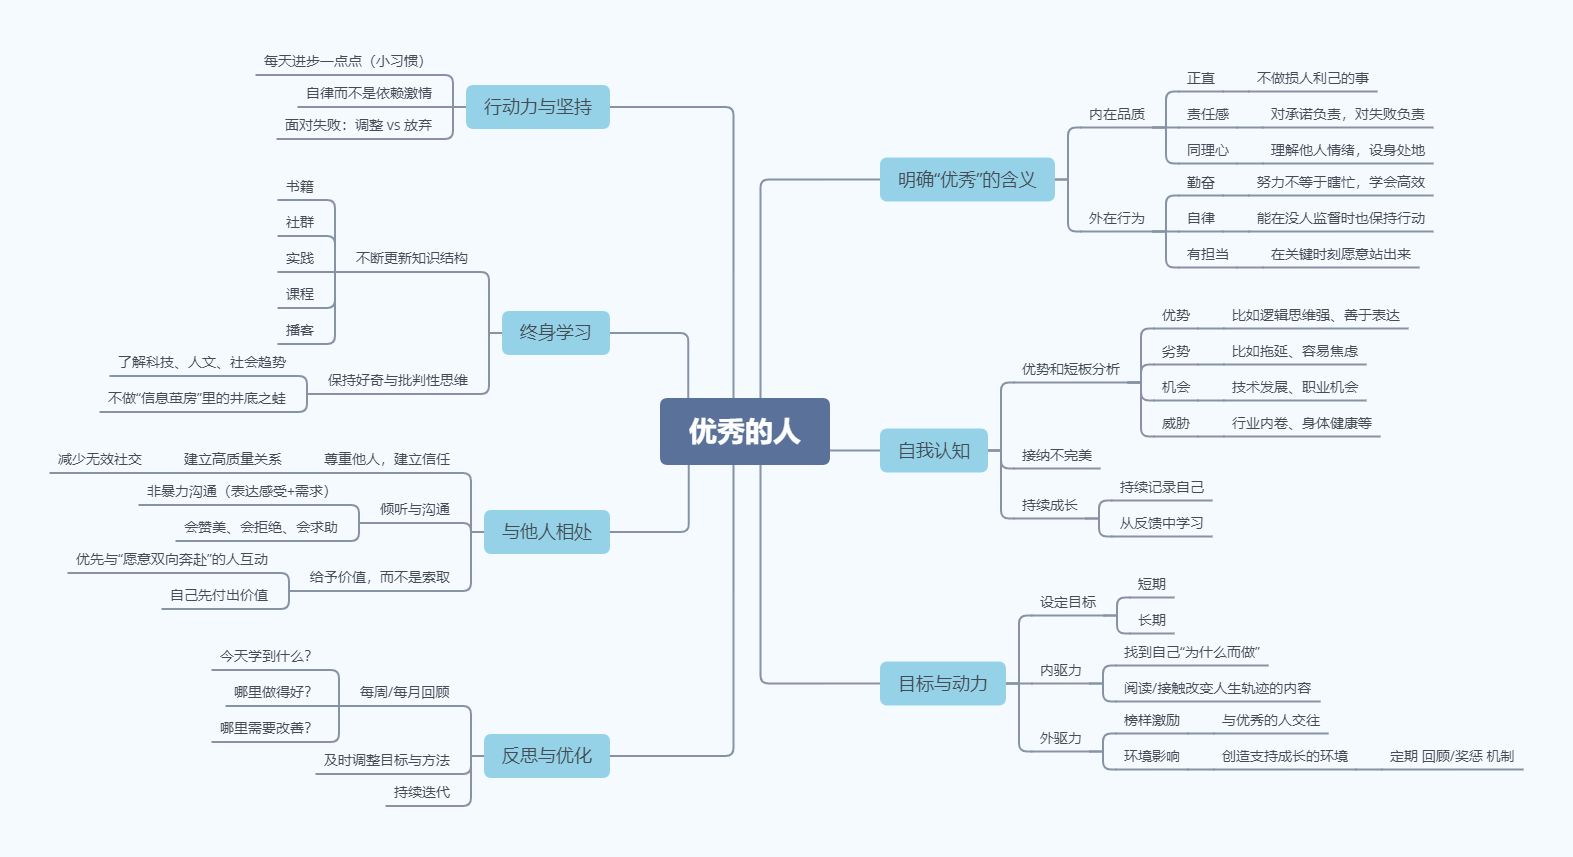 优秀的人
明确“优秀”的含义
内在品质
正直
不做损人利己的事
责任感
对承诺负责，对失败负责
同理心
理解他人情绪，设身处地
外在行为
勤奋
努力不等于瞎忙，学会高效
自律
能在没人监督时也保持行动
有担当
在关键时刻愿意站出来
自我认知
优势和短板分析
优势
比如逻辑思维强、善于表达
劣势
比如拖延、容易焦虑
机会
技术发展、职业机会
威胁
行业内卷、身体健康等
接纳不完美
持续成长
持续记录自己
从反馈中学习
目标与动力
设定目标
短期
长期
内驱力
找到自己“为什么而做”
阅读/接触改变人生轨迹的内容
外驱力
榜样激励
与优秀的人交往
环境影响
创造支持成长的环境
定期 回顾/奖惩 机制
行动力与坚持
每天进步一点点（小习惯）
自律而不是依赖激情
面对失败：调整 vs 放弃
终身学习
不断更新知识结构
书籍
社群
实践
课程
播客
保持好奇与批判性思维
了解科技、人文、社会趋势
不做“信息茧房”里的井底之蛙
与他人相处
尊重他人，建立信任
建立高质量关系
减少无效社交
倾听与沟通
非暴力沟通（表达感受+需求）
会赞美、会拒绝、会求助
给予价值，而不是索取
优先与“愿意双向奔赴”的人互动
自己先付出价值
反思与优化
每周/每月回顾
今天学到什么？
哪里做得好？
哪里需要改善？
及时调整目标与方法
持续迭代